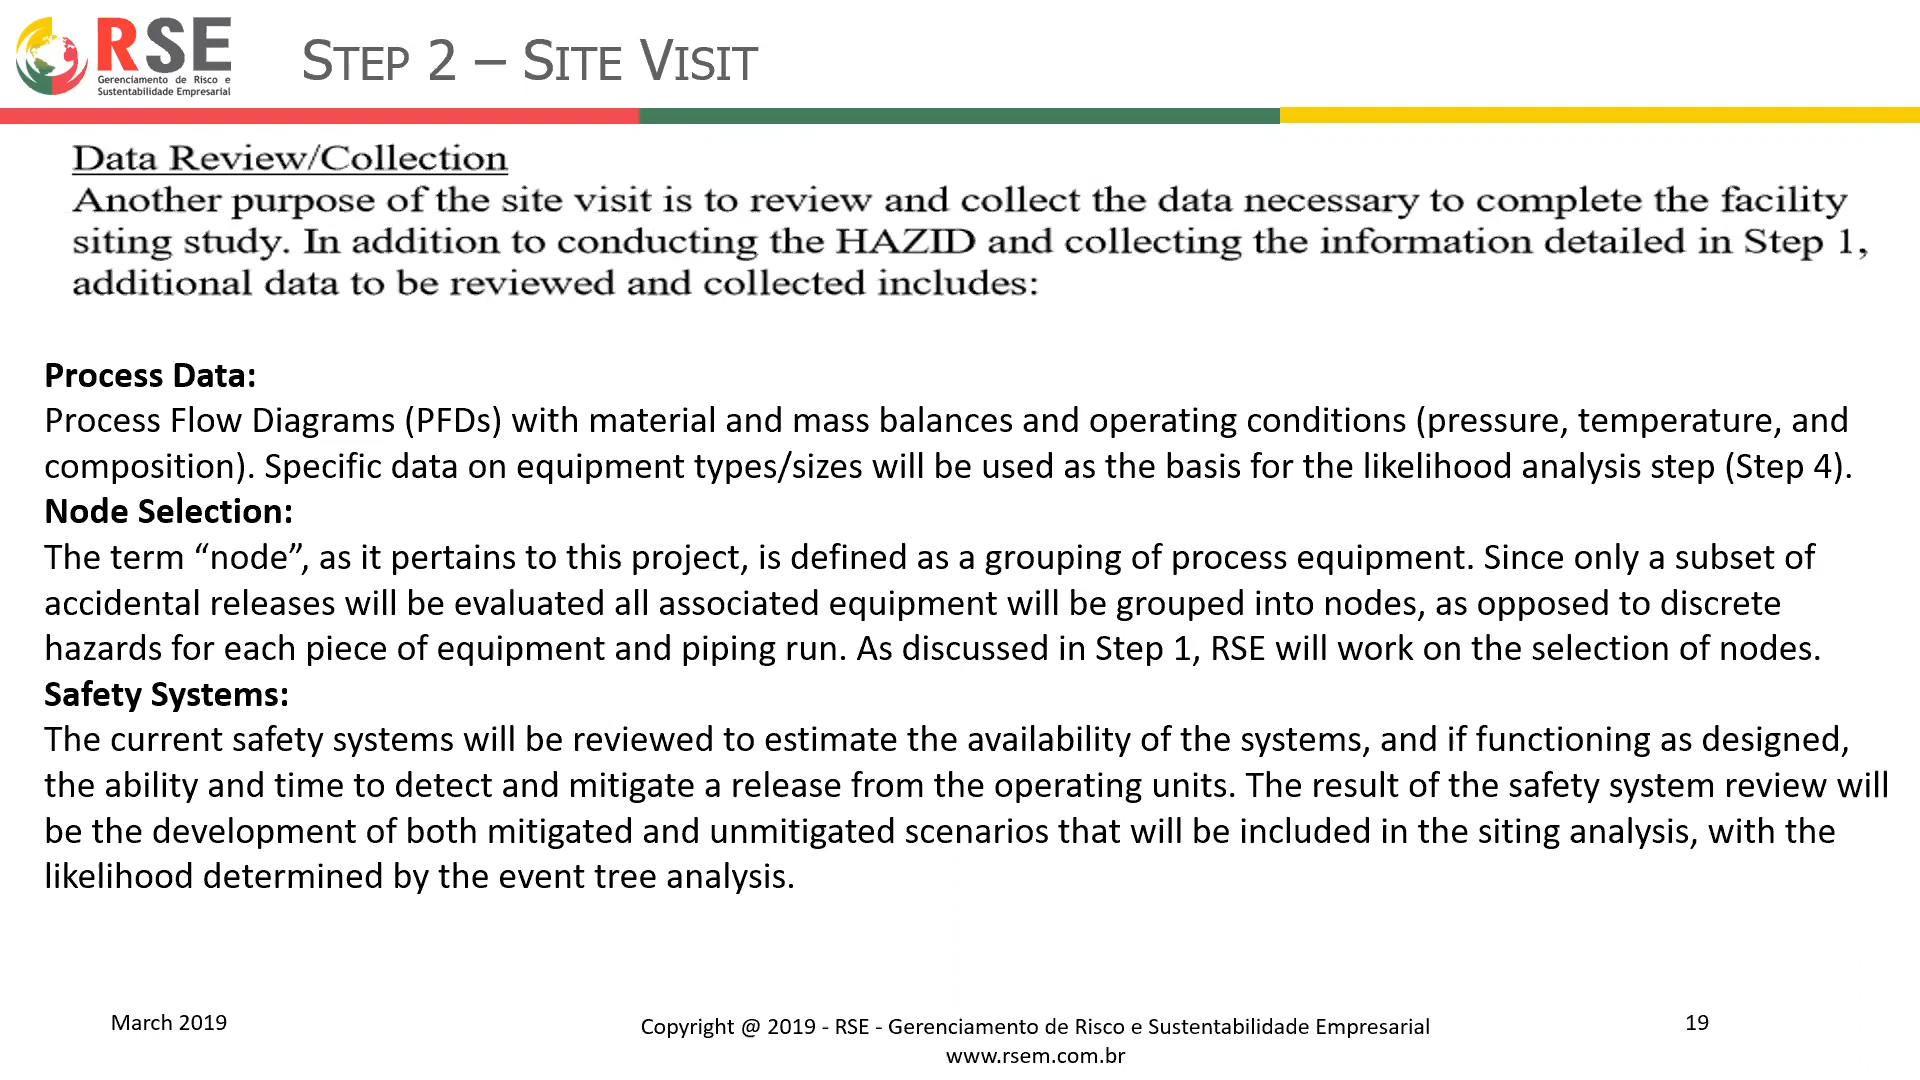 RSE
Gerenciamento de Risco e
Sustentabilidade Empresarial
STEP 2 – SITE VISIT
Data Review/Collection
Another purpose of the site visit is to review and collect the data necessary to complete the facility
siting study. In addition to conducting the HAZID and collecting the information detailed in Step 1,
additional data to be reviewed and collected includes:
Process Data:
Process Flow Diagrams (PFDs) with material and mass balances and operating conditions (pressure, temperature, and
composition). Specific data on equipment types/sizes will be used as the basis for the likelihood analysis step (Step 4).
Node Selection:
The term “node”, as it pertains to this project, is defined as a grouping of process equipment. Since only a subset of
accidental releases will be evaluated all associated equipment will be grouped into nodes, as opposed to discrete
hazards for each piece of equipment and piping run. As discussed in Step 1, RSE will work on the selection of nodes.
Safety Systems:
The current safety systems will be reviewed to estimate the availability of the systems, and if functioning as designed,
the ability and time to detect and mitigate a release from the operating units. The result of the safety system review will
be the development of both mitigated and unmitigated scenarios that will be included in the siting analysis, with the
likelihood determined by the event tree analysis.
March 2019
Copyright @ 2019 - RSE - Gerenciamento de Risco e Sustentabilidade Empresarial
www.rsem.com.br
19